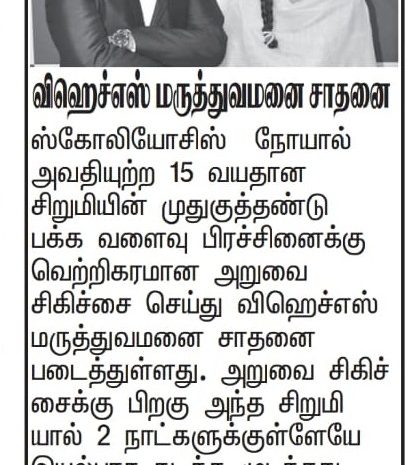 விஹெச்எஸ் மருத்துவமனை சாதனை
ஸ்கோலியோசிஸ் நோயால்
அவதியுற்ற 15 வயதான
சிறுமியின் முதுகுத்தண்டு
பக்க வளைவு பிரச்சினைக்கு
வெற்றிகரமான அறுவை
சிகிச்சை செய்து விஹெச்எஸ்
மருத்துவமனை சாதனை
படைத்துள்ளது. அறுவை சிகிச்
சைக்கு பிறகு அந்த சிறுமி
யால் 2 நாட்களுக்குள்ளேயே